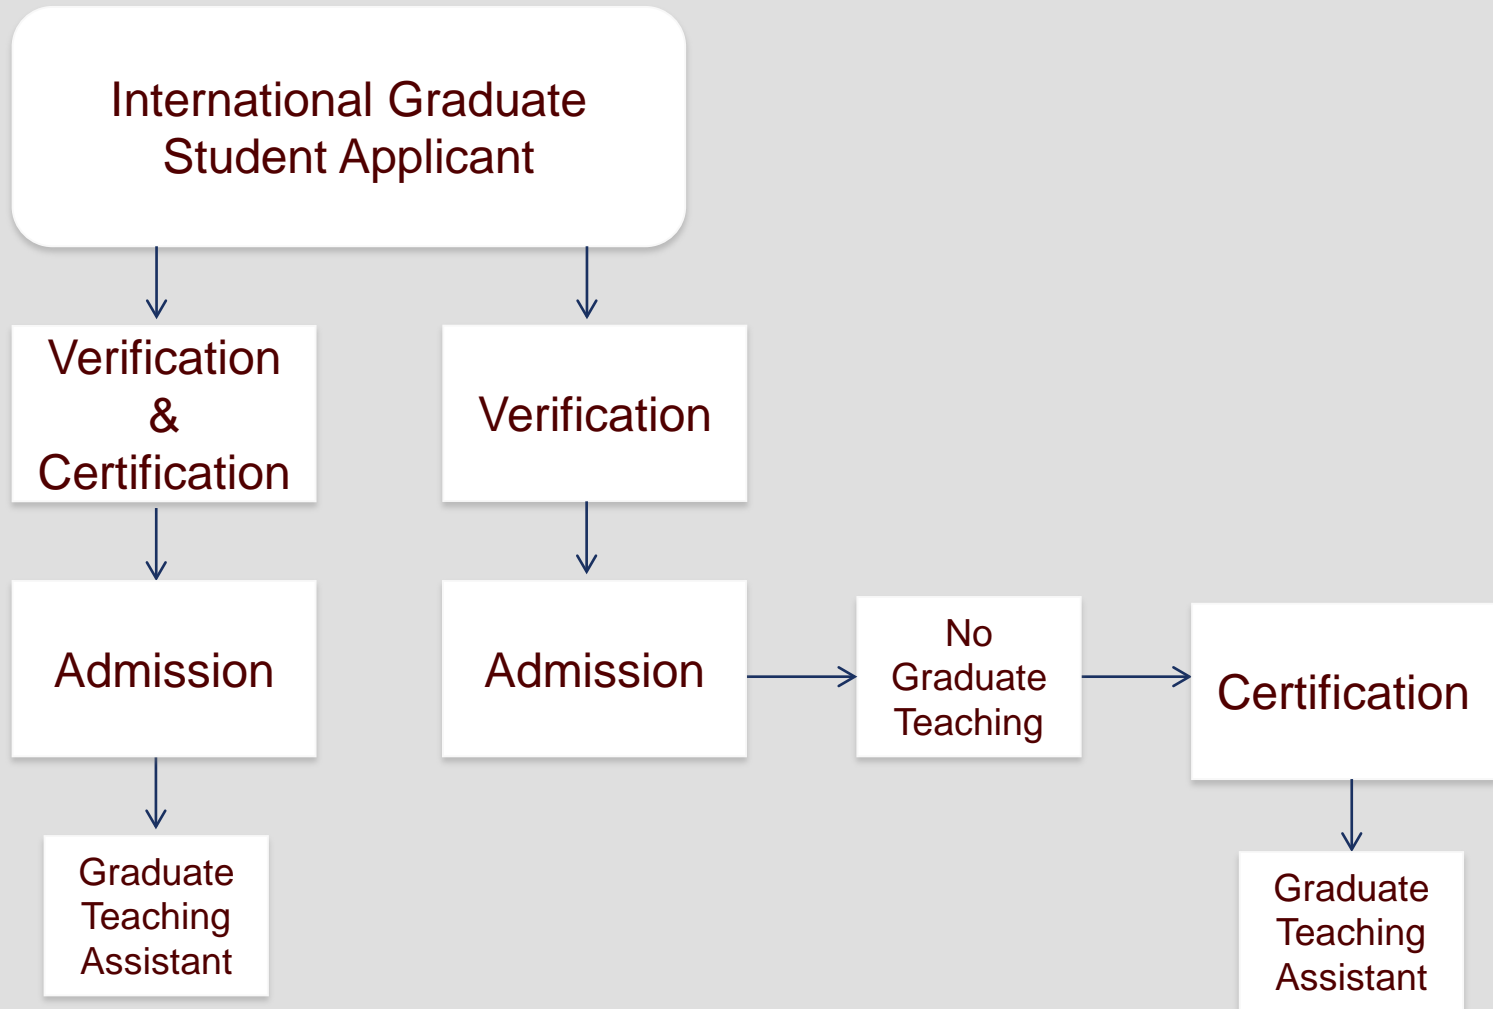 International Graduate
Student Applicant
Verification
&
Certification
Verification
Admission
Admission
No
Graduate
Teaching
Certification
Graduate
Teaching
Assistant
Graduate
Teaching
Assistant